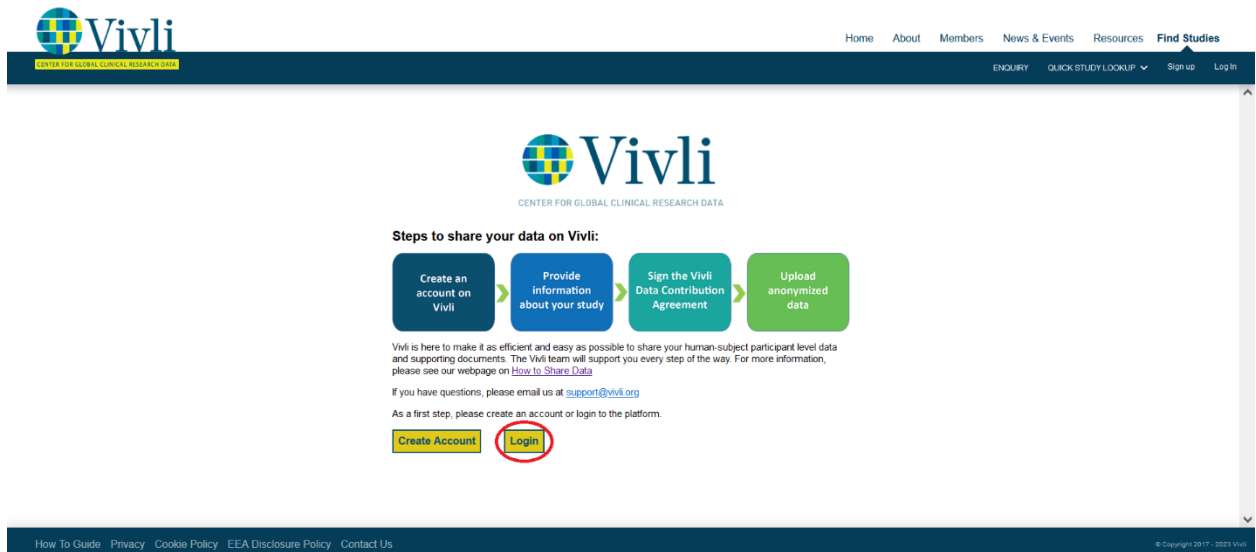 Vivli
CENTER FOR GLOBAL CLINICAL RESEARCH DATA
Home About Members News & Events Resources Find Studies
ENQUIRY QUICK STUDY LOOKUP Sign up Log In
Vivli
CENTER FOR GLOBAL CLINICAL RESEARCH DATA
Steps to share your data on Vivli:
Create an
account on
Vivli
Provide
information
about your study
Sign the Vivli
Data Contribution
Agreement
Upload
anonymized
data
Vivli is here to make it as efficient and easy as possible to share your human-subject participant level data
and supporting documents. The Vivli team will support you every step of the way. For more information,
please see our webpage on How to Share Data
If you have questions, please email us at support@vivli.org
As a first step, please create an account or login to the platform.
Create Account Login
How To Guide Privacy Cookie Policy EEA Disclosure Policy Contact Us
© Copyright 2017 - 2023 Vivli